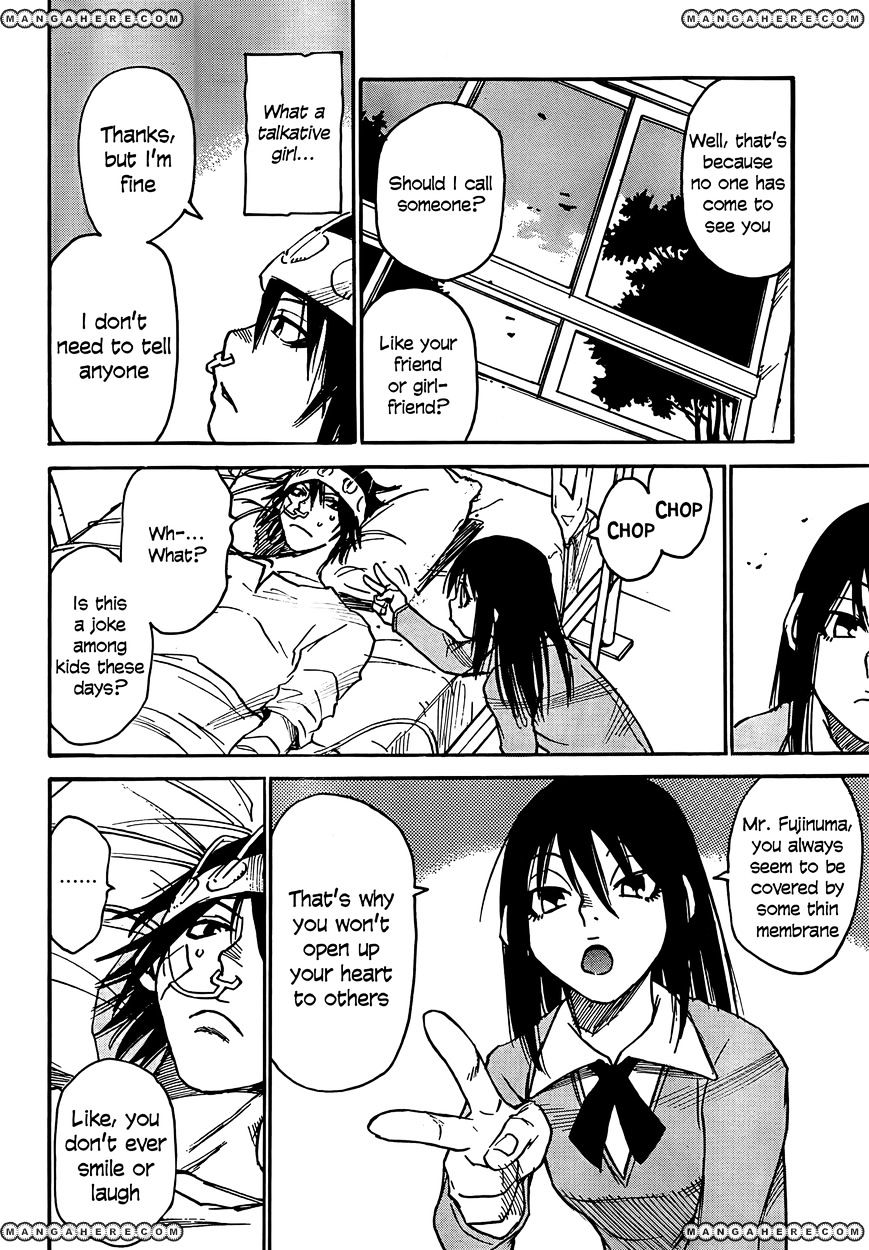 MANGAHERE.COM
MANGAHERE.COM
Well, that's
because
no one has
come to
see you
Should I call
someone?
Like your
friend
or girl-
friend?
What a
talkative
girl...
Thanks,
but I'm
fine
I don't
need to tell
anyone
CHOP
CHOP
Wh-...
What?
Is this
a joke
among
kids these
days?
Mr. Fujinuma,
you always
seem to be
covered by
some thin
membrane
That's why
you won't
open up
your heart
to others
......
Like, you
don't ever
smile or
laugh
MANGAHERE.COM
MANGAHERE.COM